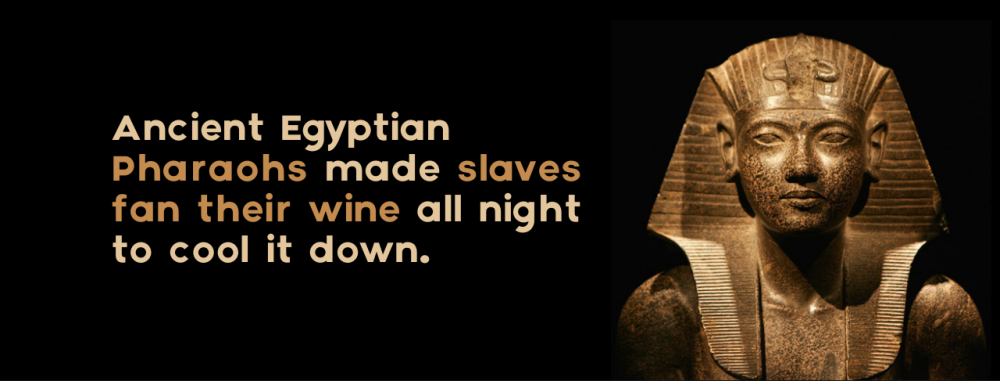 Ancient Egyptian
Pharaohs made slaves
fan their wine all night
to cool it down.